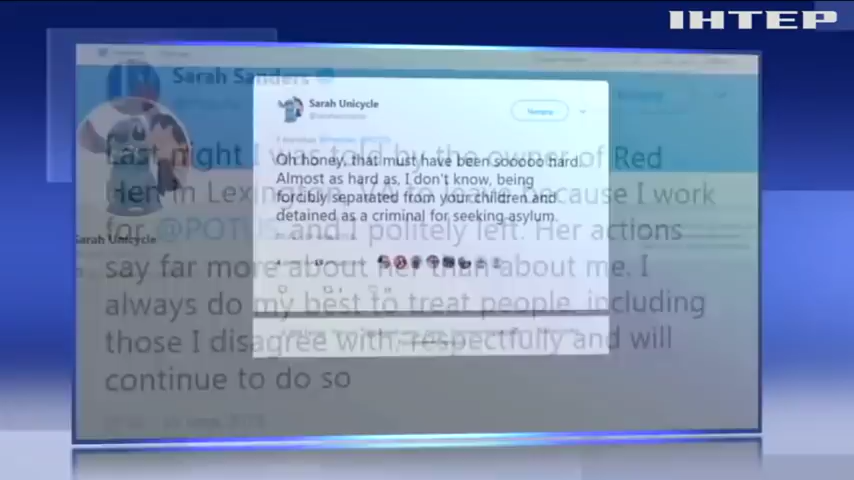 ІНТЕР
Sarah Sanders
Last night I was told by the owner of Red
Hen in Lexington, VA to leave because I work
for @POTUS and I politely left. Her actions
say far more about her than about me. I
always do my best to treat people, including
those I disagree with, respectfully and will
continue to do so
Sarah Unicycle
Sarah Unicycle
Oh honey, that must have been sooooo hard.
Almost as hard as, I don't know, being
forcibly separated from your children and
detained as a criminal for seeking asylum.